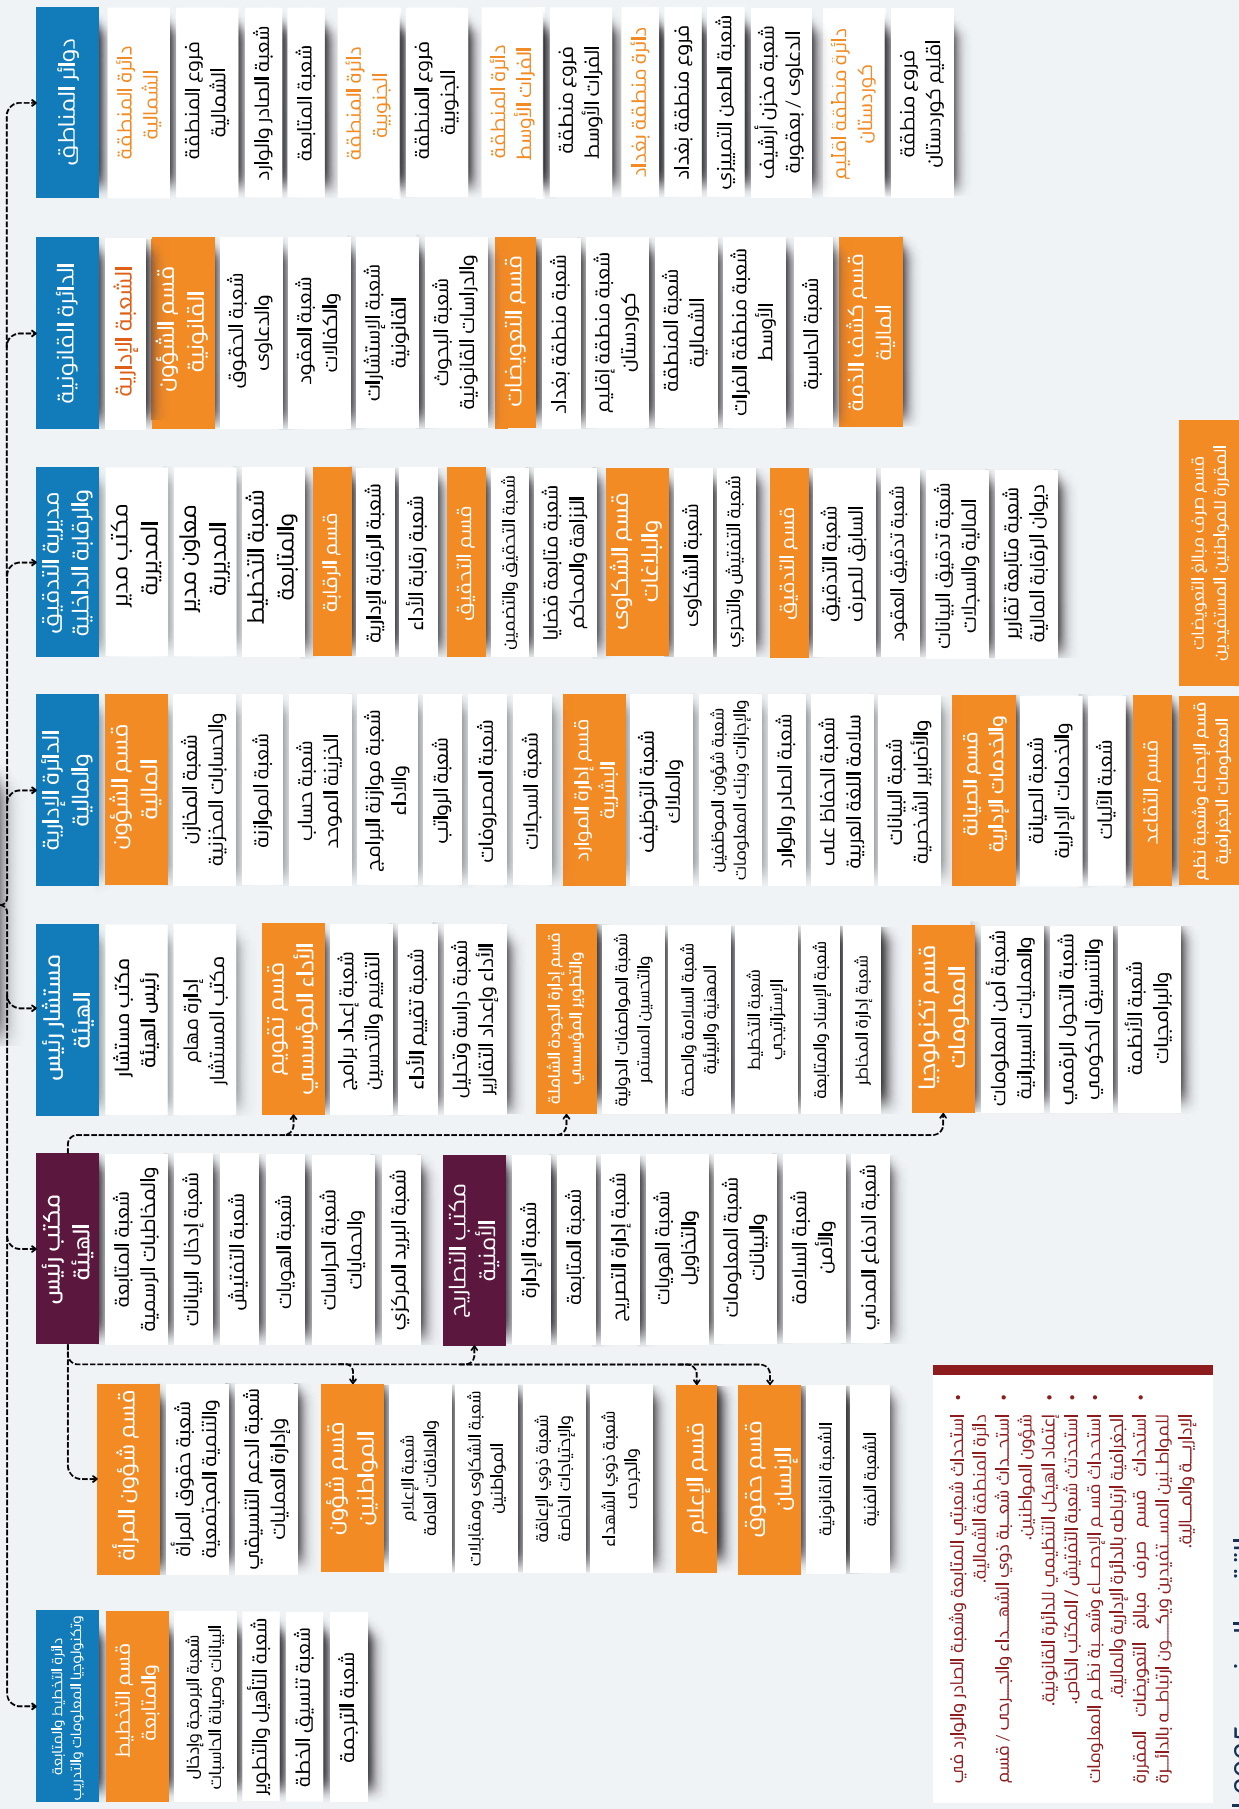 دوائر المناطق
دائرة المنطقة
الشمالية
فروع المنطقة
الشمالية
شعبة الصادر والوارد
شعبة المتابعة
دائرة المنطقة
الجنوبية
فروع المنطقة
الجنوبية
دائرة المنطقة
الفرات الأوسط
فروع منطقة
الفرات الأوسط
دائرة منطقة بغداد
فروع منطقة بغداد
شعبة الطعن التمييزي
شعبة مخزن أرشيف
الدعاوى / بعقوبة
دائرة منطقة إقليم
كوردستان
فروع منطقة
اقليم كوردستان
الدائرة القانونية
الشعبة الإدارية
قسم الشؤون
القانونية
شعبة الحقوق
والدعاوى
شعبة العقود
والكفالات
شعبة الإستشارات
القانونية
شعبة البحوث
والدراسات القانونية
قسم التعويضات
شعبة منطقة بغداد
شعبة منطقة إقليم
كوردستان
شعبة المنطقة
الشمالية
شعبة منطقة الفرات
الأوسط
شعبة الحاسبة
قسم كشف الذمة
المالية
مديرية التدقيق
والرقابة الداخلية
مكتب مدير
المديرية
معاون مدير
المديرية
شعبة التخطيط
والمتابعة
قسم الرقابة
شعبة الرقابة الإدارية
شعبة رقابة الأداء
قسم التحقيق
شعبة التحقيق والتضمين
شعبة متابعة قضايا
النزاهة والمحاكم
قسم الشكاوى
والبلاغات
شعبة الشكاوى
شعبة التفتيش والتحري
قسم التدقيق
شعبة التدقيق
السابق للصرف
شعبة تدقيق العقود
شعبة تدقيق البيانات
المالية والسجلات
شعبة متابعة تقارير
ديوان الرقابة المالية
الدائرة الإدارية
والمالية
قسم الشؤون
المالية
شعبة المخازن
والحسابات المخزنية
شعبة الموازنة
شعبة حساب
الخزينة الموحد
شعبة موازنة البرامج
والاداء
شعبة الرواتب
شعبة المصروفات
شعبة السجلات
قسم إدارة الموارد
البشرية
شعبة التوظيف
والملاك
شعبة شؤون الموظفين
والإجازات وبنك المعلومات
شعبة الصادر والوارد
شعبة الحفاظ على
سلامة اللغة العربية
شعبة البيانات
والأضابير الشخصية
قسم الصيانة
والخدمات الإدارية
شعبة الصيانة
والخدمات الإدارية
شعبة الآليات
قسم التقاعد
قسم الإحصاء وشعبة نظم
المعلومات الجغرافية
قسم صرف مبالغ التعويضات
المقررة للمواطنين المستفيدين
مستشار رئيس
الهيئة
مكتب مستشار
رئيس الهيئة
إدارة مهام
مكتب المستشار
قسم تقويم
الأداء المؤسسي
شعبة إعداد برامج
التقييم والتحسين
شعبة تقييم الأداء
شعبة دراسة وتحليل
الأداء وإعداد التقارير
قسم إدارة الجودة الشاملة
والتطوير المؤسسي
شعبة المواصفات الدولية
والتحسين المستمر
شعبة السلامة والصحة
المهنية والبيئية
شعبة التخطيط
الإستراتيجي
شعبة الإسناد والمتابعة
شعبة إدارة المخاطر
قسم تكنولوجيا
المعلومات
شعبة أمن المعلومات
والعمليات السيبرانية
شعبة التحول الرقمي
والتنسيق الحكومي
شعبة الأنظمة
والبرامجيات
مكتب رئيس
الهيئة
شعبة المتابعة
والمخاطبات الرسمية
شعبة إدخال البيانات
شعبة التفتيش
شعبة الهويات
شعبة الحراسات
والحمايات
شعبة البريد المركزي
مكتب التصاريح
الأمنية
شعبة الإدارة
شعبة المتابعة
شعبة إدارة التصريح
شعبة الهويات
والتخاويل
شعبة المعلومات
والبيانات
شعبة السلامة
والأمن
شعبة الدفاع المدني
قسم شؤون المرأة
شعبة حقوق المرأة
والتنمية المجتمعية
شعبة الدعم التنسيقي
وإدارة العمليات
قسم شؤون
المواطنين
شعبة الإعلام
والعلاقات العامة
شعبة الشكاوى ومقابلات
المواطنين
شعبة ذوي الإعاقة
والإحتياجات الخاصة
شعبة ذوي الشهداء
والجرحى
قسم الإعلام
قسم حقوق
الإنسان
الشعبة القانونية
الشعبة الفنية
دائرة التخطيط والمتابعة
وتكنولوجيا المعلومات والتدريب
قسم التخطيط
والمتابعة
شعبة البرمجة وإدخال
البيانات وصيانة الحاسبات
شعبة التأهيل والتطوير
شعبة تنسيق الخطة
شعبة الترجمة
• استحداث شعبتي المتابعة وشعبة الصادر والوارد في
دائرة المنطقة الشمالية.
• استحداث شعبة ذوي الشهداء والجرحى / قسم
شؤون المواطنين.
• إعتماد الهيكل التنظيمي للدائرة القانونية.
• استحدثت شعبة التفتيش / المكتب الخاص.
• استحداث قسم الإحصاء وشعبة نظم المعلومات
الجغرافية إرتباطه بالدائرة الإدارية والمالية.
• استحداث قسم صرف مبالغ التعويضات المقررة
للمواطنين المستفيدين ويكون إرتباطه بالدائرة
الإدارية والمالية.